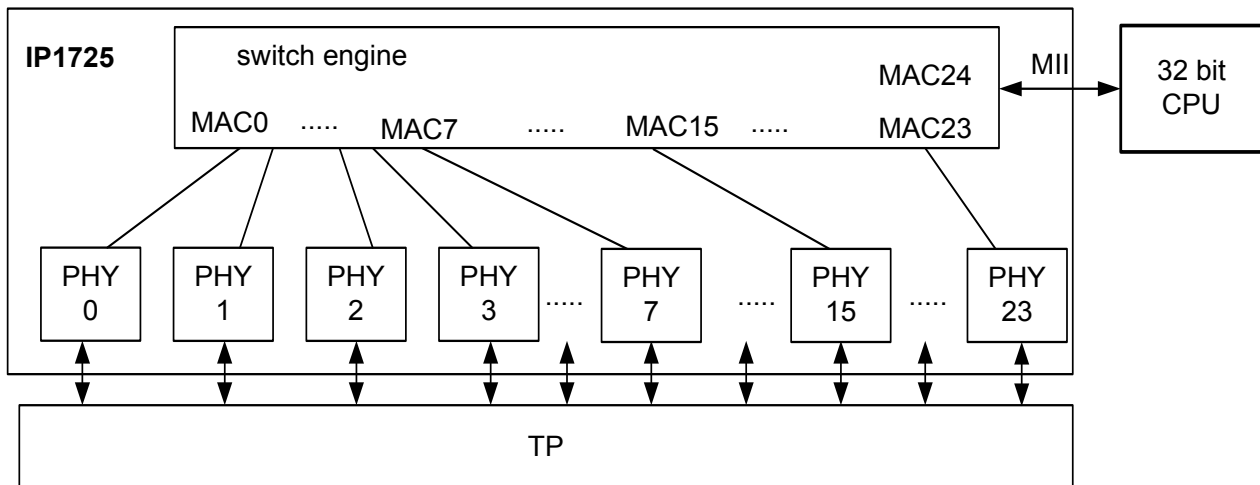 IP1725
switch engine
MAC24
MII
32 bit
CPU
MAC0 ..... MAC7 ..... MAC15 ..... MAC23
PHY
0
PHY
1
PHY
2
PHY
3
.....
PHY
7
.....
PHY
15
.....
PHY
23
TP